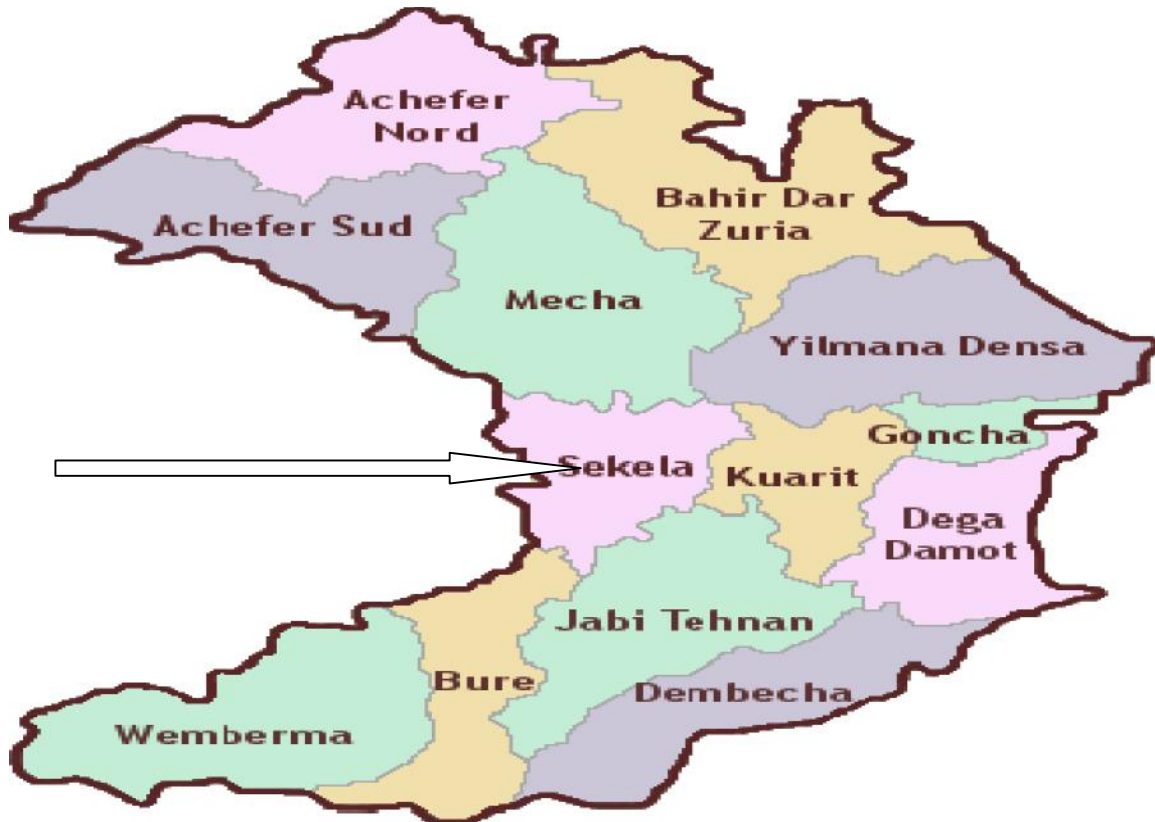 Achefer
Nord
Bahir Dar
Zuria
Achefer Sud
Mecha
Yilmana Densa
Goncha
Sekela
Kuarit
Dega
Damot
Jabi Tehnan
Bure
Dembecha
Wemberma